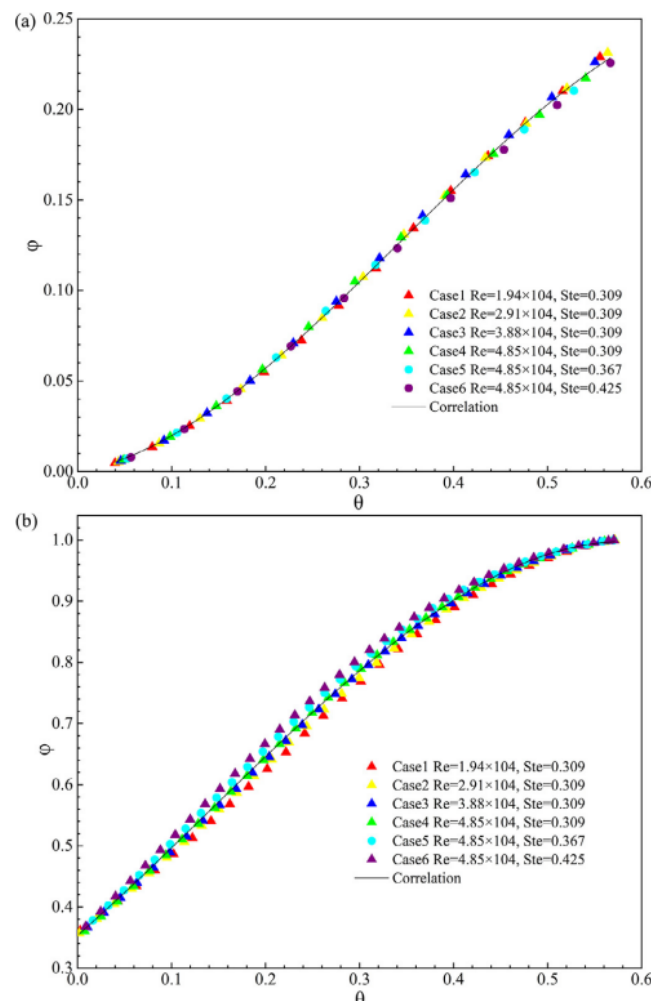 (a)
0.25
0.20
0.15
φ
0.10
0.05
0.00
Case1 Re=1.94×104, Ste=0.309
Case2 Re=2.91×104, Ste=0.309
Case3 Re=3.88×104, Ste=0.309
Case4 Re=4.85×104, Ste=0.309
Case5 Re=4.85×104, Ste=0.367
Case6 Re=4.85×104, Ste=0.425
Correlation
0.0 0.1 0.2 0.3 0.4 0.5 0.6
θ
(b)
1.0
0.9
0.8
0.7
φ
0.6
0.5
0.4
0.3
Case1 Re=1.94×104, Ste=0.309
Case2 Re=2.91×104, Ste=0.309
Case3 Re=3.88×104, Ste=0.309
Case4 Re=4.85×104, Ste=0.309
Case5 Re=4.85×104, Ste=0.367
Case6 Re=4.85×104, Ste=0.425
Correlation
0.0 0.1 0.2 0.3 0.4 0.5 0.6
θ